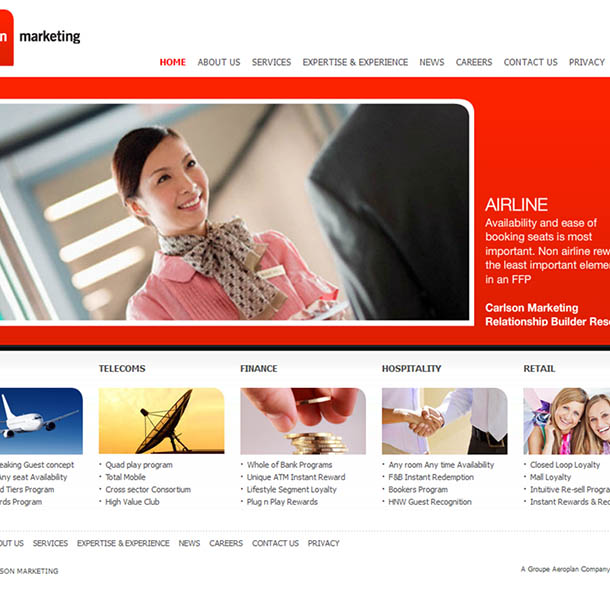 marketing
HOME ABOUT US SERVICES EXPERTISE & EXPERIENCE NEWS CAREERS CONTACT US PRIVACY
AIRLINE
Availability and ease of
booking seats is most
important. Non airline rew
the least important eleme
in an FFP
Carlson Marketing
Relationship Builder Res
TELECOMS FINANCE HOSPITALITY RETAIL
eaking Guest concept
ny seat Availability
d Tiers Program
rds Program
• Quad play program
• Total Mobile
• Cross sector Consortium
• High Value Club
• Whole of Bank Programs
• Unique ATM Instant Reward
• Lifestyle Segment Loyalty
• Plug n Play Rewards
• Any room Any time Availability
• F&B Instant Redemption
• Bookers Program
• HNW Guest Recognition
• Closed Loop Loyalty
• Mall Loyalty
• Intuitive Re-sell Progra
• Instant Rewards & Re
OUT US SERVICES EXPERTISE & EXPERIENCE NEWS CAREERS CONTACT US PRIVACY
SON MARKETING
A Groupe Aeroplan Company